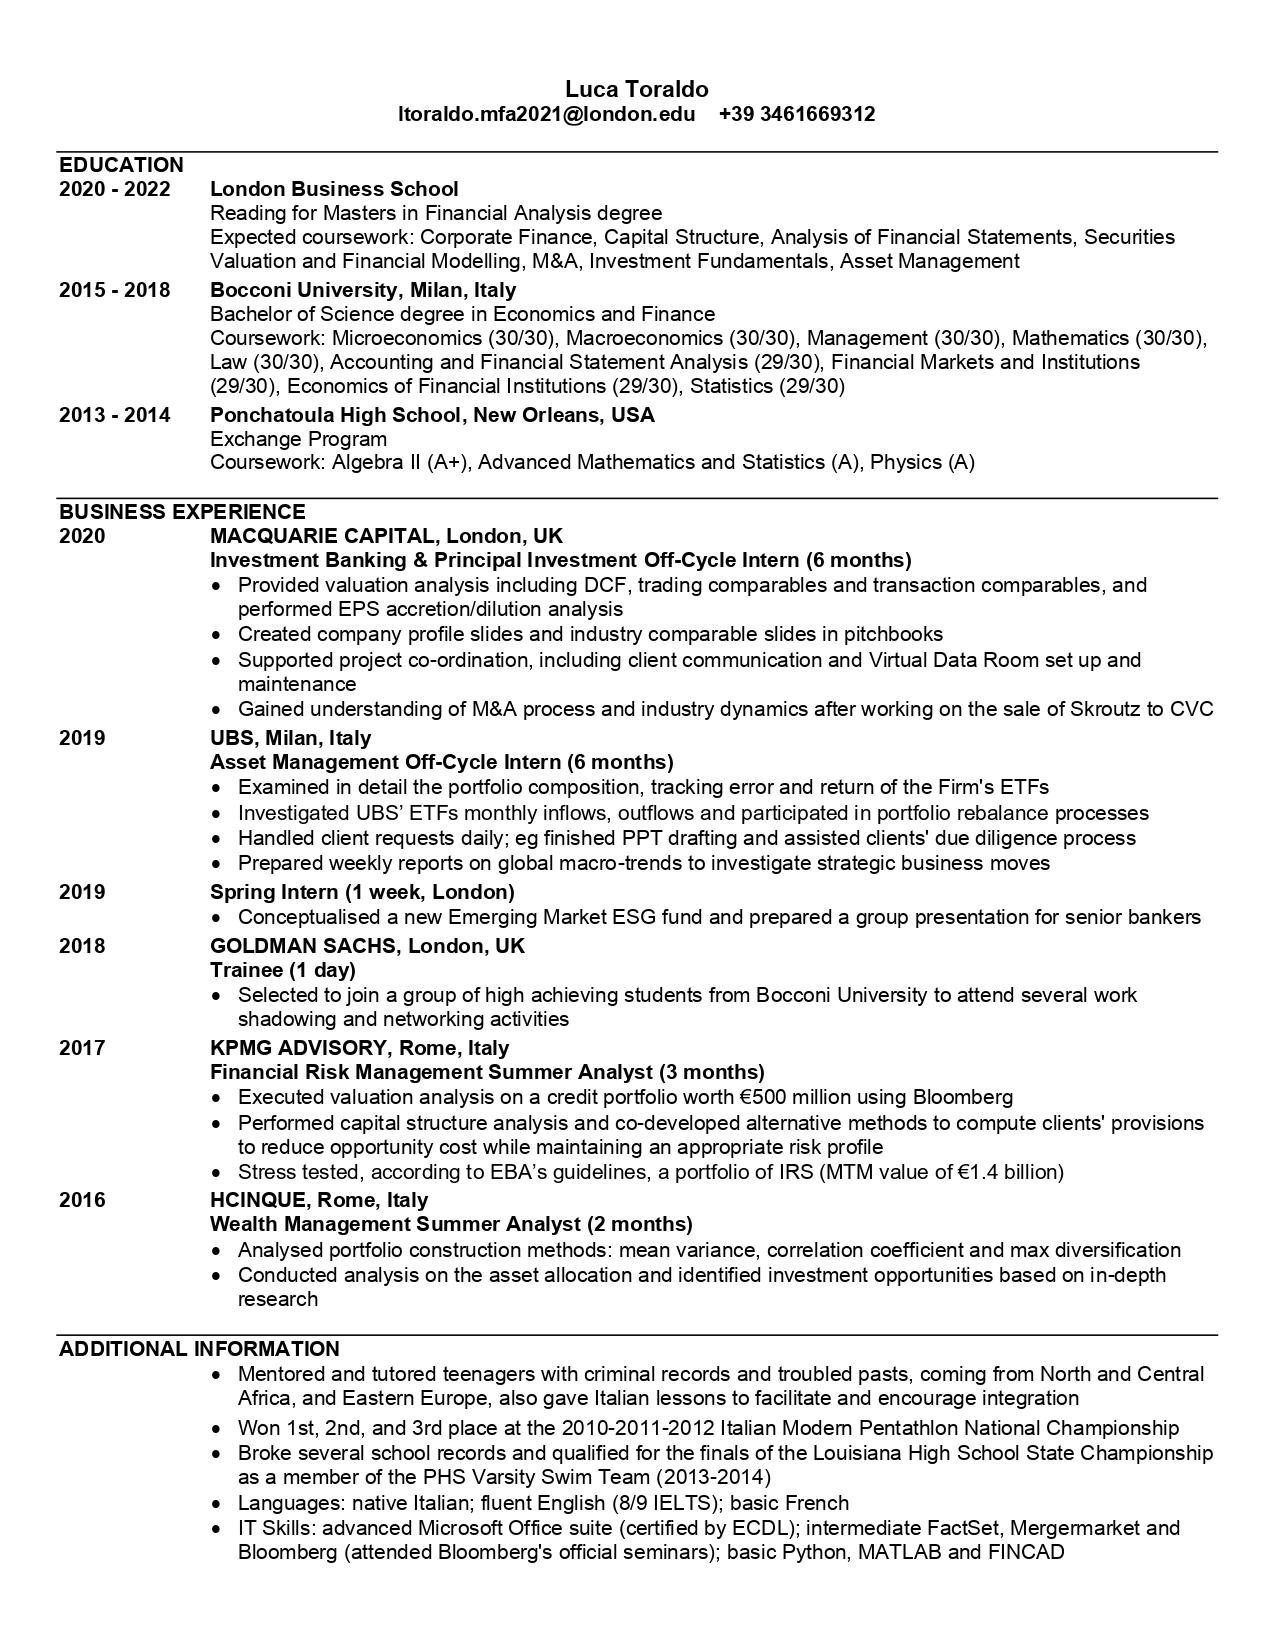 Luca Toraldo
ltoraldo.mfa2021@london.edu +39 3461669312
EDUCATION
2020 - 2022 London Business School
Reading for Masters in Financial Analysis degree
Expected coursework: Corporate Finance, Capital Structure, Analysis of Financial Statements, Securities
Valuation and Financial Modelling, M&A, Investment Fundamentals, Asset Management
2015 - 2018 Bocconi University, Milan, Italy
Bachelor of Science degree in Economics and Finance
Coursework: Microeconomics (30/30), Macroeconomics (30/30), Management (30/30), Mathematics (30/30),
Law (30/30), Accounting and Financial Statement Analysis (29/30), Financial Markets and Institutions
(29/30), Economics of Financial Institutions (29/30), Statistics (29/30)
2013 - 2014 Ponchatoula High School, New Orleans, USA
Exchange Program
Coursework: Algebra II (A+), Advanced Mathematics and Statistics (A), Physics (A)
BUSINESS EXPERIENCE
2020 MACQUARIE CAPITAL, London, UK
Investment Banking & Principal Investment Off-Cycle Intern (6 months)
• Provided valuation analysis including DCF, trading comparables and transaction comparables, and
performed EPS accretion/dilution analysis
• Created company profile slides and industry comparable slides in pitchbooks
• Supported project co-ordination, including client communication and Virtual Data Room set up and
maintenance
• Gained understanding of M&A process and industry dynamics after working on the sale of Skroutz to CVC
2019 UBS, Milan, Italy
Asset Management Off-Cycle Intern (6 months)
• Examined in detail the portfolio composition, tracking error and return of the Firm's ETFs
• Investigated UBS’ ETFs monthly inflows, outflows and participated in portfolio rebalance processes
• Handled client requests daily; eg finished PPT drafting and assisted clients' due diligence process
• Prepared weekly reports on global macro-trends to investigate strategic business moves
2019 Spring Intern (1 week, London)
• Conceptualised a new Emerging Market ESG fund and prepared a group presentation for senior bankers
2018 GOLDMAN SACHS, London, UK
Trainee (1 day)
• Selected to join a group of high achieving students from Bocconi University to attend several work
shadowing and networking activities
2017 KPMG ADVISORY, Rome, Italy
Financial Risk Management Summer Analyst (3 months)
• Executed valuation analysis on a credit portfolio worth €500 million using Bloomberg
• Performed capital structure analysis and co-developed alternative methods to compute clients' provisions
to reduce opportunity cost while maintaining an appropriate risk profile
• Stress tested, according to EBA’s guidelines, a portfolio of IRS (MTM value of €1.4 billion)
2016 HCINQUE, Rome, Italy
Wealth Management Summer Analyst (2 months)
• Analysed portfolio construction methods: mean variance, correlation coefficient and max diversification
• Conducted analysis on the asset allocation and identified investment opportunities based on in-depth
research
ADDITIONAL INFORMATION
• Mentored and tutored teenagers with criminal records and troubled pasts, coming from North and Central
Africa, and Eastern Europe, also gave Italian lessons to facilitate and encourage integration
• Won 1st, 2nd, and 3rd place at the 2010-2011-2012 Italian Modern Pentathlon National Championship
• Broke several school records and qualified for the finals of the Louisiana High School State Championship
as a member of the PHS Varsity Swim Team (2013-2014)
• Languages: native Italian; fluent English (8/9 IELTS); basic French
• IT Skills: advanced Microsoft Office suite (certified by ECDL); intermediate FactSet, Mergermarket and
Bloomberg (attended Bloomberg's official seminars); basic Python, MATLAB and FINCAD